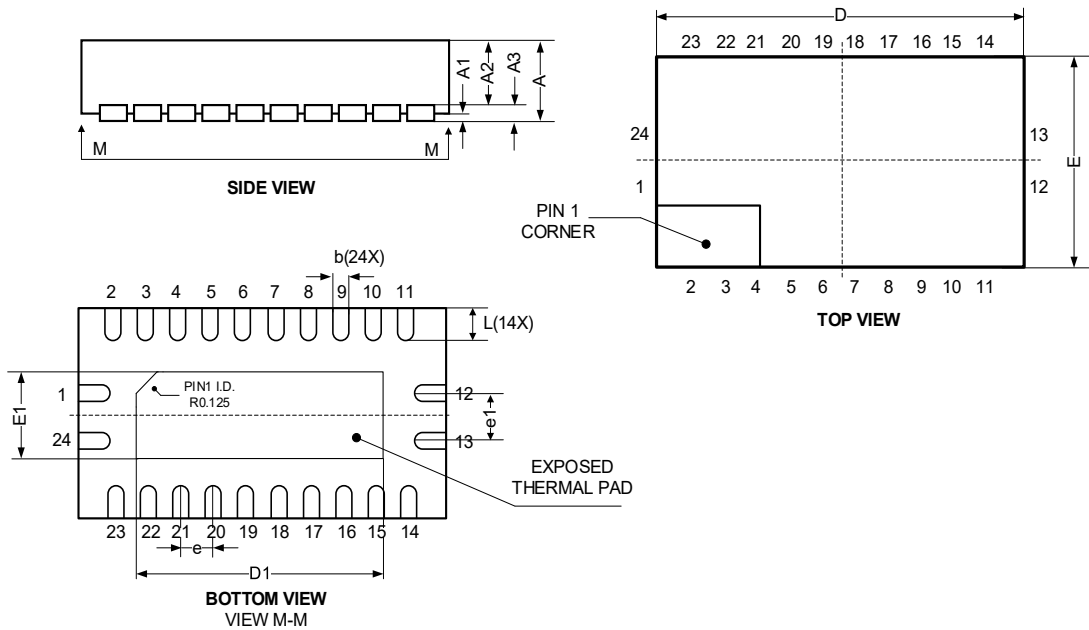 A1
A2
A3
A
M
M
SIDE VIEW
D
23 22 21 20 19 18 17 16 15 14
24
13
E
1
12
PIN 1
CORNER
2 3 4 5 6 7 8 9 10 11
TOP VIEW
b(24X)
2 3 4 5 6 7 8 9 10 11
L(14X)
1
PIN1 I.D.
R0.125
12
E1
e1
24
13
EXPOSED
THERMAL PAD
23 22 21 20 19 18 17 16 15 14
e
D1
BOTTOM VIEW
VIEW M-M